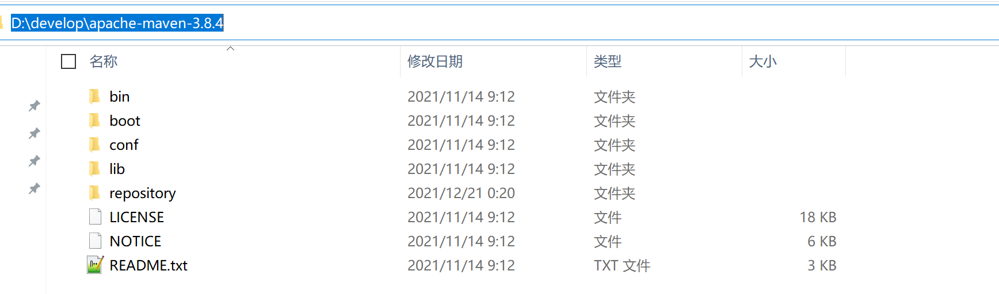 D:\develop\apache-maven-3.8.4
名称 修改日期 类型 大小
bin 2021/11/14 9:12 文件夹
boot 2021/11/14 9:12 文件夹
conf 2021/11/14 9:12 文件夹
lib 2021/11/14 9:12 文件夹
repository 2021/12/21 0:20 文件夹
LICENSE 2021/11/14 9:12 文件 18 KB
NOTICE 2021/11/14 9:12 文件 6 KB
README.txt 2021/11/14 9:12 TXT 文件 3 KB